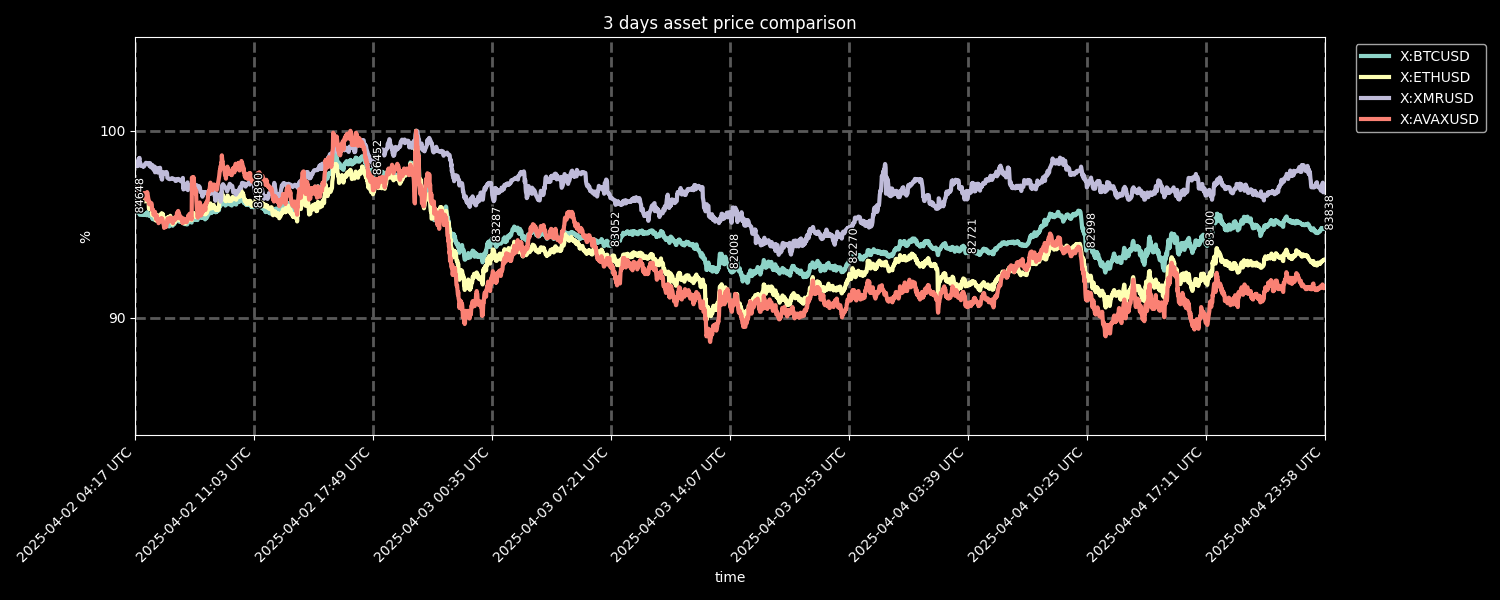 3 days asset price comparison
X:BTCUSD
X:ETHUSD
X:XMRUSD
X:AVAXUSD
100
90
%
84648
84890
86452
83287
83052
82008
82270
82721
82998
83100
83838
2025-04-02 04:17 UTC
2025-04-02 11:03 UTC
2025-04-02 17:49 UTC
2025-04-03 00:35 UTC
2025-04-03 07:21 UTC
2025-04-03 14:07 UTC
2025-04-03 20:53 UTC
2025-04-04 03:39 UTC
2025-04-04 10:25 UTC
2025-04-04 17:11 UTC
2025-04-04 23:58 UTC
time